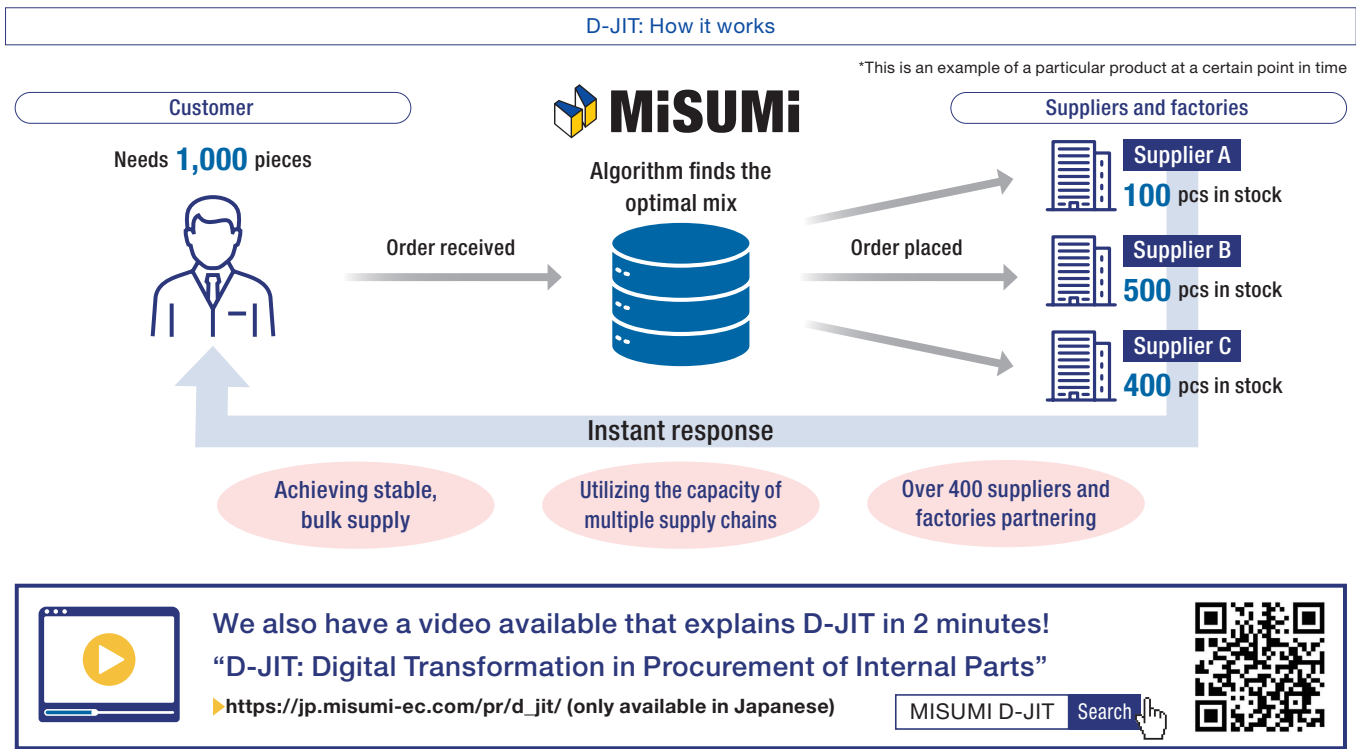 D-JIT: How it works
*This is an example of a particular product at a certain point in time
Customer
Needs 1,000 pieces
Order received
MiSUMi
Algorithm finds the
optimal mix
Order placed
Suppliers and factories
Supplier A
100 pcs in stock
Supplier B
500 pcs in stock
Supplier C
400 pcs in stock
Instant response
Achieving stable,
bulk supply
Utilizing the capacity of
multiple supply chains
Over 400 suppliers and
factories partnering
We also have a video available that explains D-JIT in 2 minutes!
“D-JIT: Digital Transformation in Procurement of Internal Parts”
https://jp.misumi-ec.com/pr/d_jit/ (only available in Japanese)
MISUMI D-JIT Search